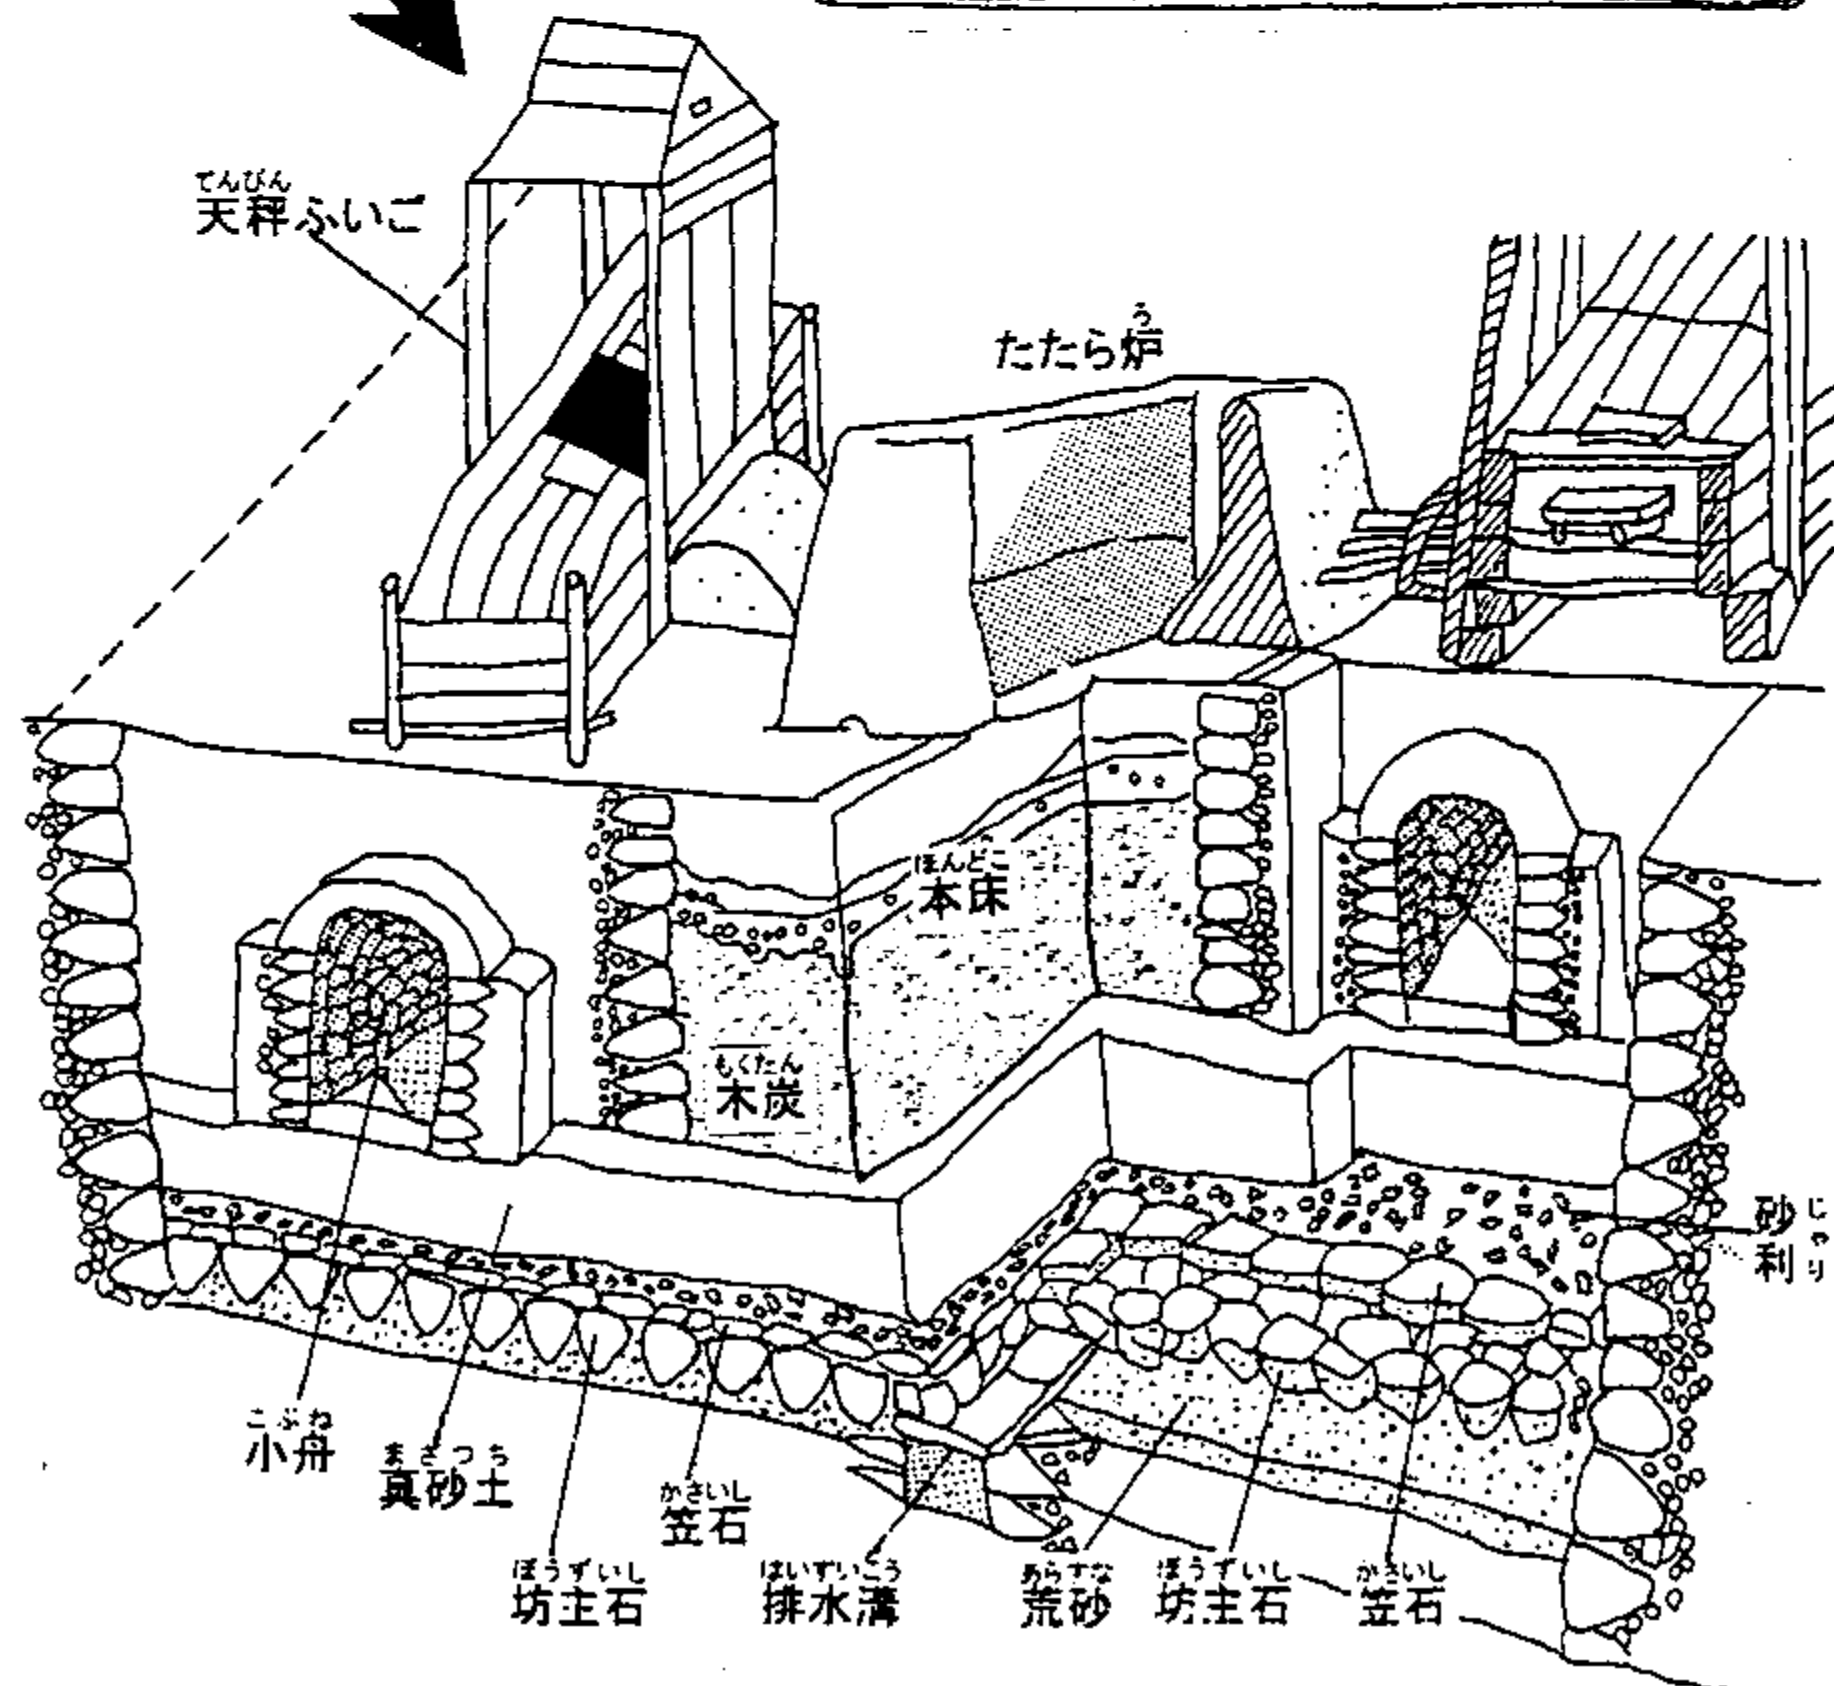 てんびん
天秤ふいご
ろ
たたら炉
ほんどこ
本床
もくたん
木炭
じゃり
砂利
こぶね
小舟
まさつち
真砂土
かさいし
笠石
ぼうずいし
坊主石
はいすいこう
排水溝
あらすな
荒砂
ぼうずいし
坊主石
かさいし
笠石